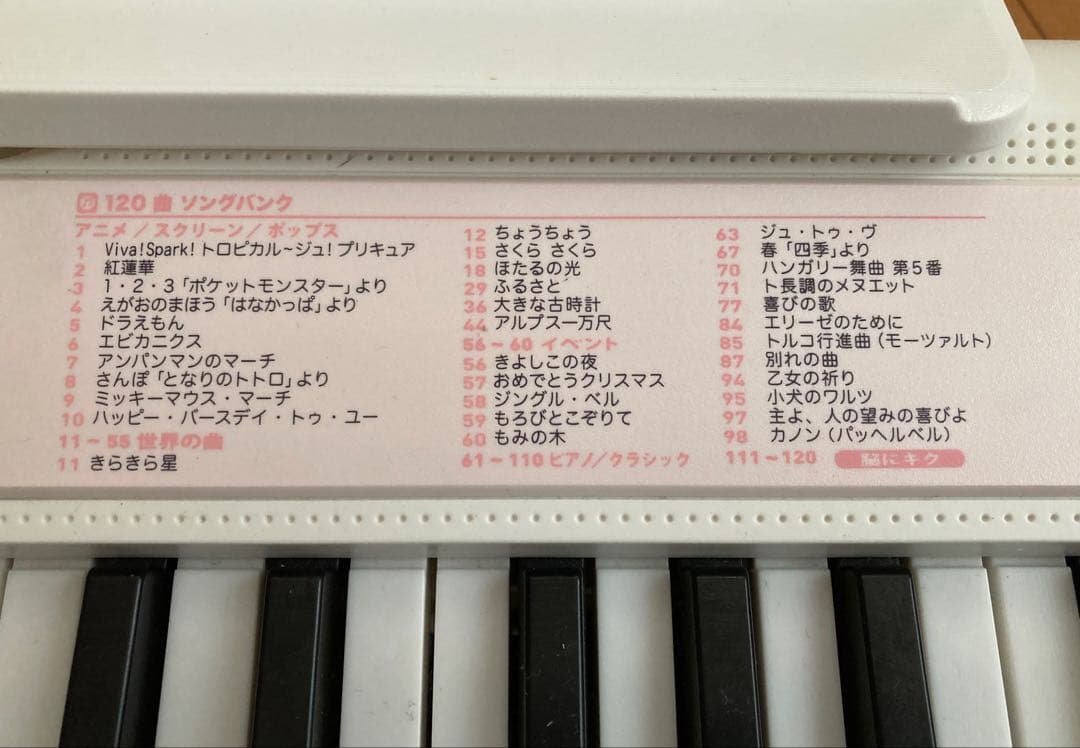 120 曲 ソングバンク
アニメ／スクリーン／ポップス
1 Viva!Spark!トロピカル～ジュ!プリキュア
2 紅蓮華
3 1・2・3「ポケットモンスター」より
4 えがおのまほう「はなかっぱ」より
5 ドラえもん
6 エビカニクス
7 アンパンマンのマーチ
8 さんぽ「となりのトトロ」より
9 ミッキーマウス・マーチ
10 ハッピー・バースデイ・トゥ・ユー
11～55 世界の曲
11 きらきら星
12 ちょうちょう
15 さくら さくら
18 ほたるの光
29 ふるさと
36 大きな古時計
44 アルプス一万尺
56～60 イベント
56 きよしこの夜
57 おめでとうクリスマス
58 ジングル・ベル
59 もろびとこぞりて
60 もみの木
61～110 ピアノ／クラシック
63 ジュ・トゥ・ヴ
67 春「四季」より
70 ハンガリー舞曲 第5番
71 ト長調のメヌエット
77 喜びの歌
84 エリーゼのために
85 トルコ行進曲(モーツァルト)
87 別れの曲
94 乙女の祈り
95 小犬のワルツ
97 主よ、人の望みの喜びよ
98 カノン(パッヘルベル)
111～120 脳にキク